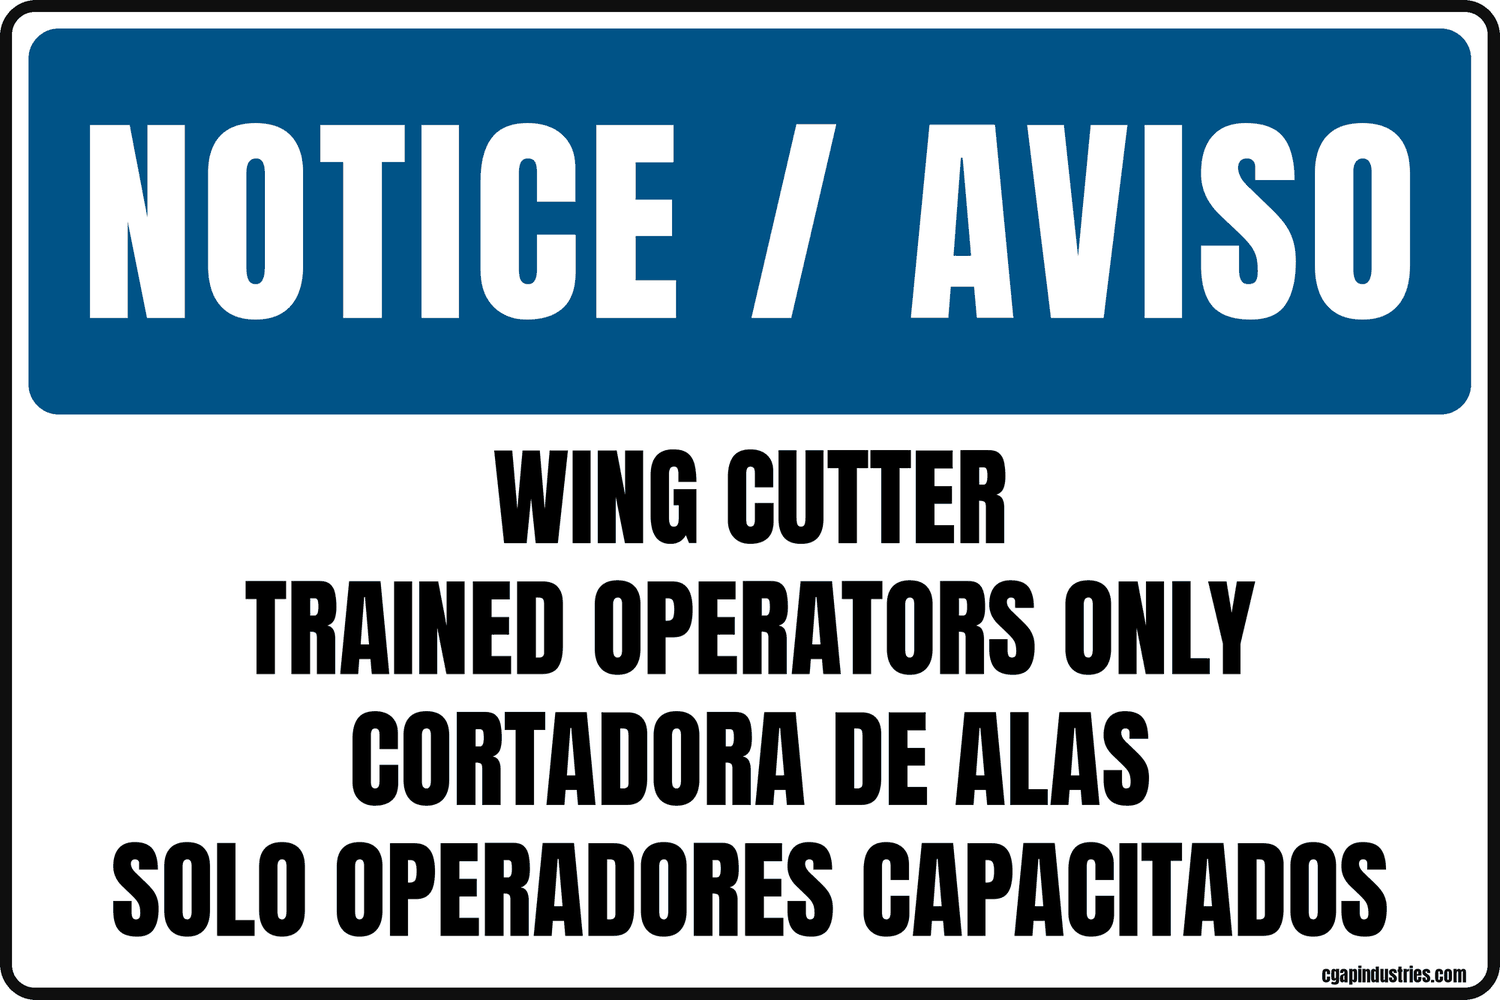 NOTICE / AVISO
WING CUTTER
TRAINED OPERATORS ONLY
CORTADORA DE ALAS
SOLO OPERADORES CAPACITADOS
cgapindustries.com